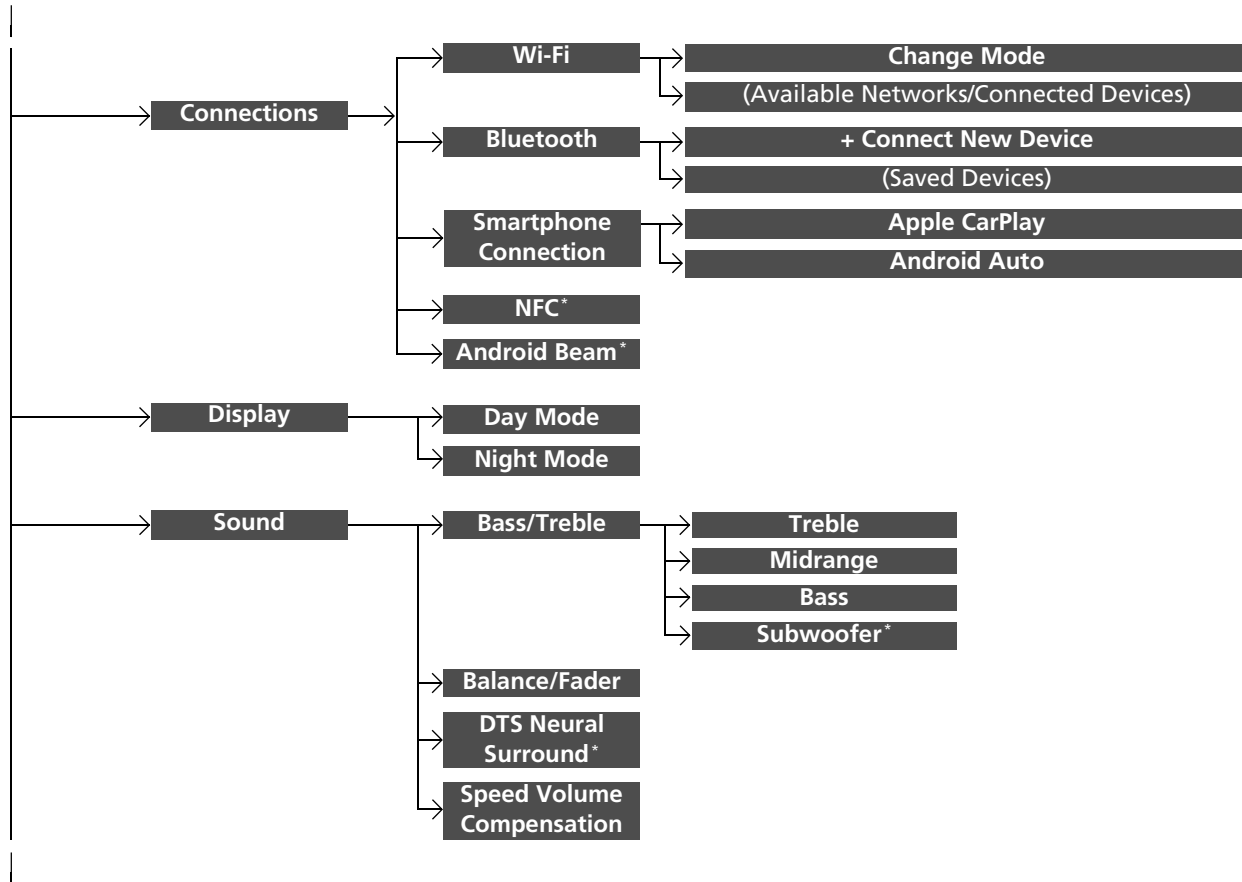 Wi-Fi
Change Mode
(Available Networks/Connected Devices)
Connections
Bluetooth
+ Connect New Device
(Saved Devices)
Smartphone
Connection
Apple CarPlay
Android Auto
NFC*
Android Beam*
Display
Day Mode
Night Mode
Sound
Bass/Treble
Treble
Midrange
Bass
Subwoofer*
Balance/Fader
DTS Neural
Surround*
Speed Volume
Compensation